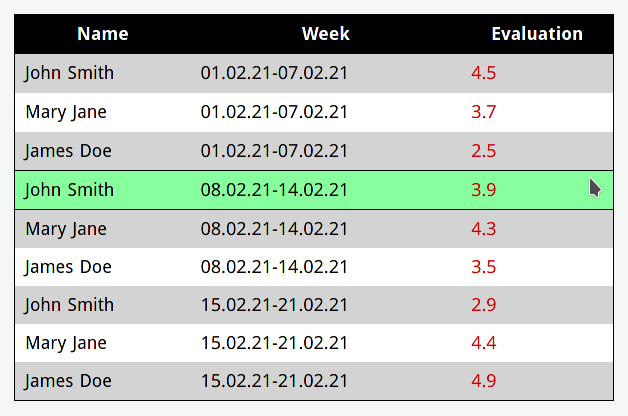 Name Week Evaluation
John Smith 01.02.21-07.02.21 4.5
Mary Jane 01.02.21-07.02.21 3.7
James Doe 01.02.21-07.02.21 2.5
John Smith 08.02.21-14.02.21 3.9
Mary Jane 08.02.21-14.02.21 4.3
James Doe 08.02.21-14.02.21 3.5
John Smith 15.02.21-21.02.21 2.9
Mary Jane 15.02.21-21.02.21 4.4
James Doe 15.02.21-21.02.21 4.9